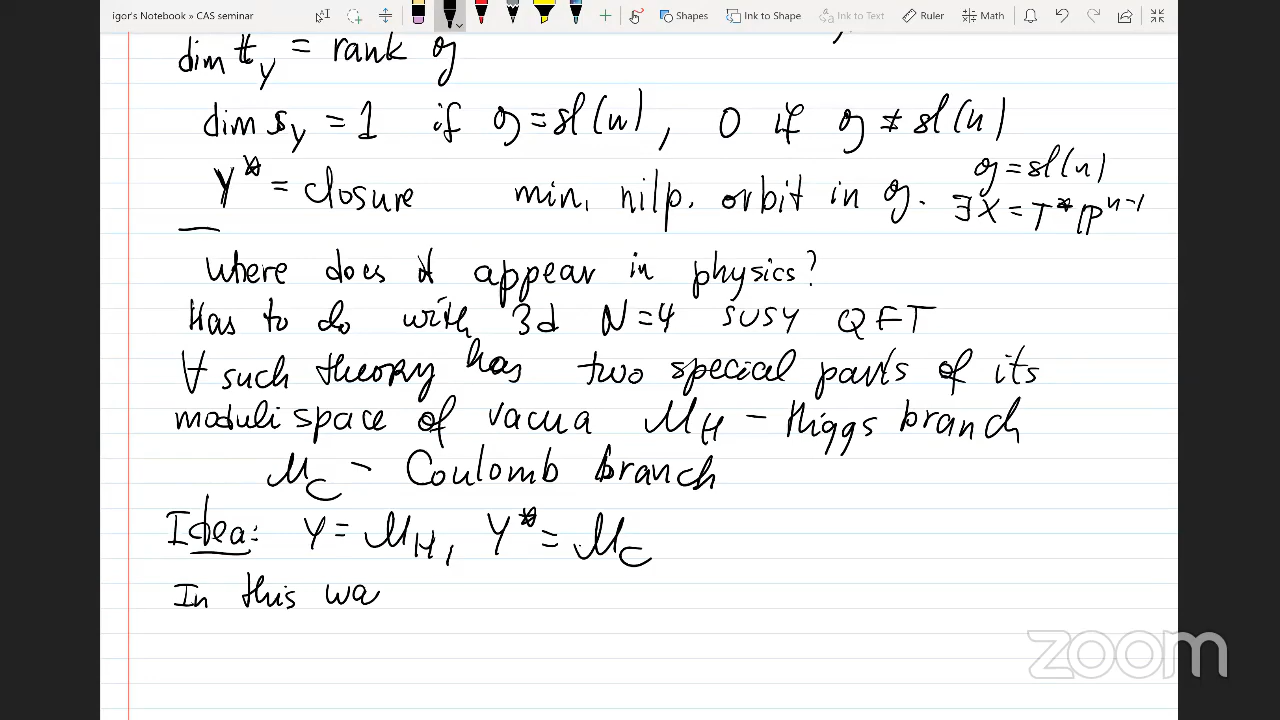 igor's Notebook » CAS seminar
Shapes Ink to Shape Ink to Text Ruler Math
dim t_y = rank g
dim s_y = 1 if g = sl(n), 0 if g ≠ sl(n)
Y* = closure min. nilp. orbit in g.
g = sl(n)
∃ X = T* P^{n-1}
where does it appear in physics?
Has to do with 3d N=4 SUSY QFT
∀ such theory has two special parts of its
moduli space of vacua M_H – Higgs branch
M_C – Coulomb branch
Idea: Y = M_H, Y* = M_C
In this wa
zoom